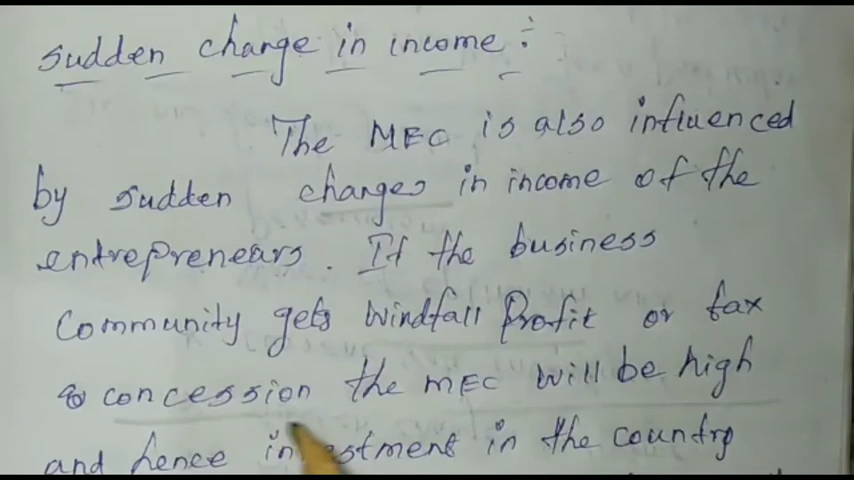 Sudden change in income :
The MEC is also influenced
by sudden changes in income of the
entreprenears. If the business
Community gets windfall Profit or tax
concession the MEC will be high
and hence investment in the country